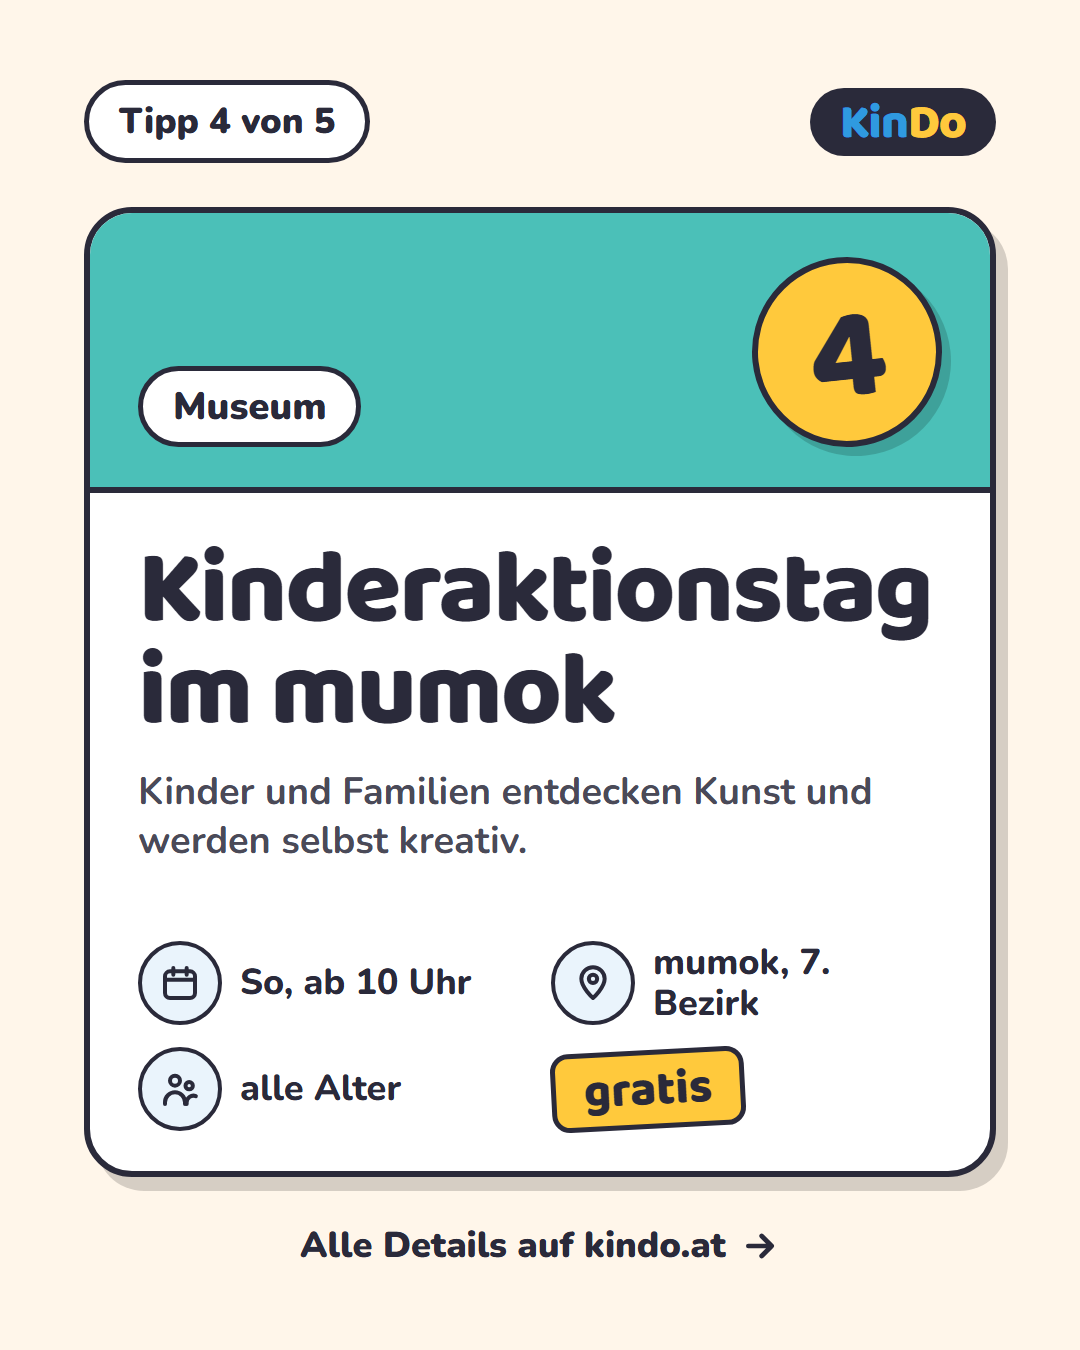 Tipp 4 von 5
KinDo
4
Museum
Kinderaktionstag
im mumok
Kinder und Familien entdecken Kunst und
werden selbst kreativ.
So, ab 10 Uhr
mumok, 7.
Bezirk
alle Alter
gratis
Alle Details auf kindo.at →